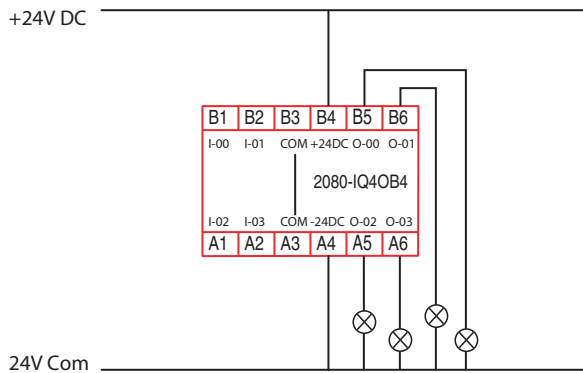 +24V DC
B1 B2 B3 B4 B5 B6
I-00 I-01 COM +24DC O-00 O-01
2080-IQ4OB4
I-02 I-03 COM -24DC O-02 O-03
A1 A2 A3 A4 A5 A6
24V Com